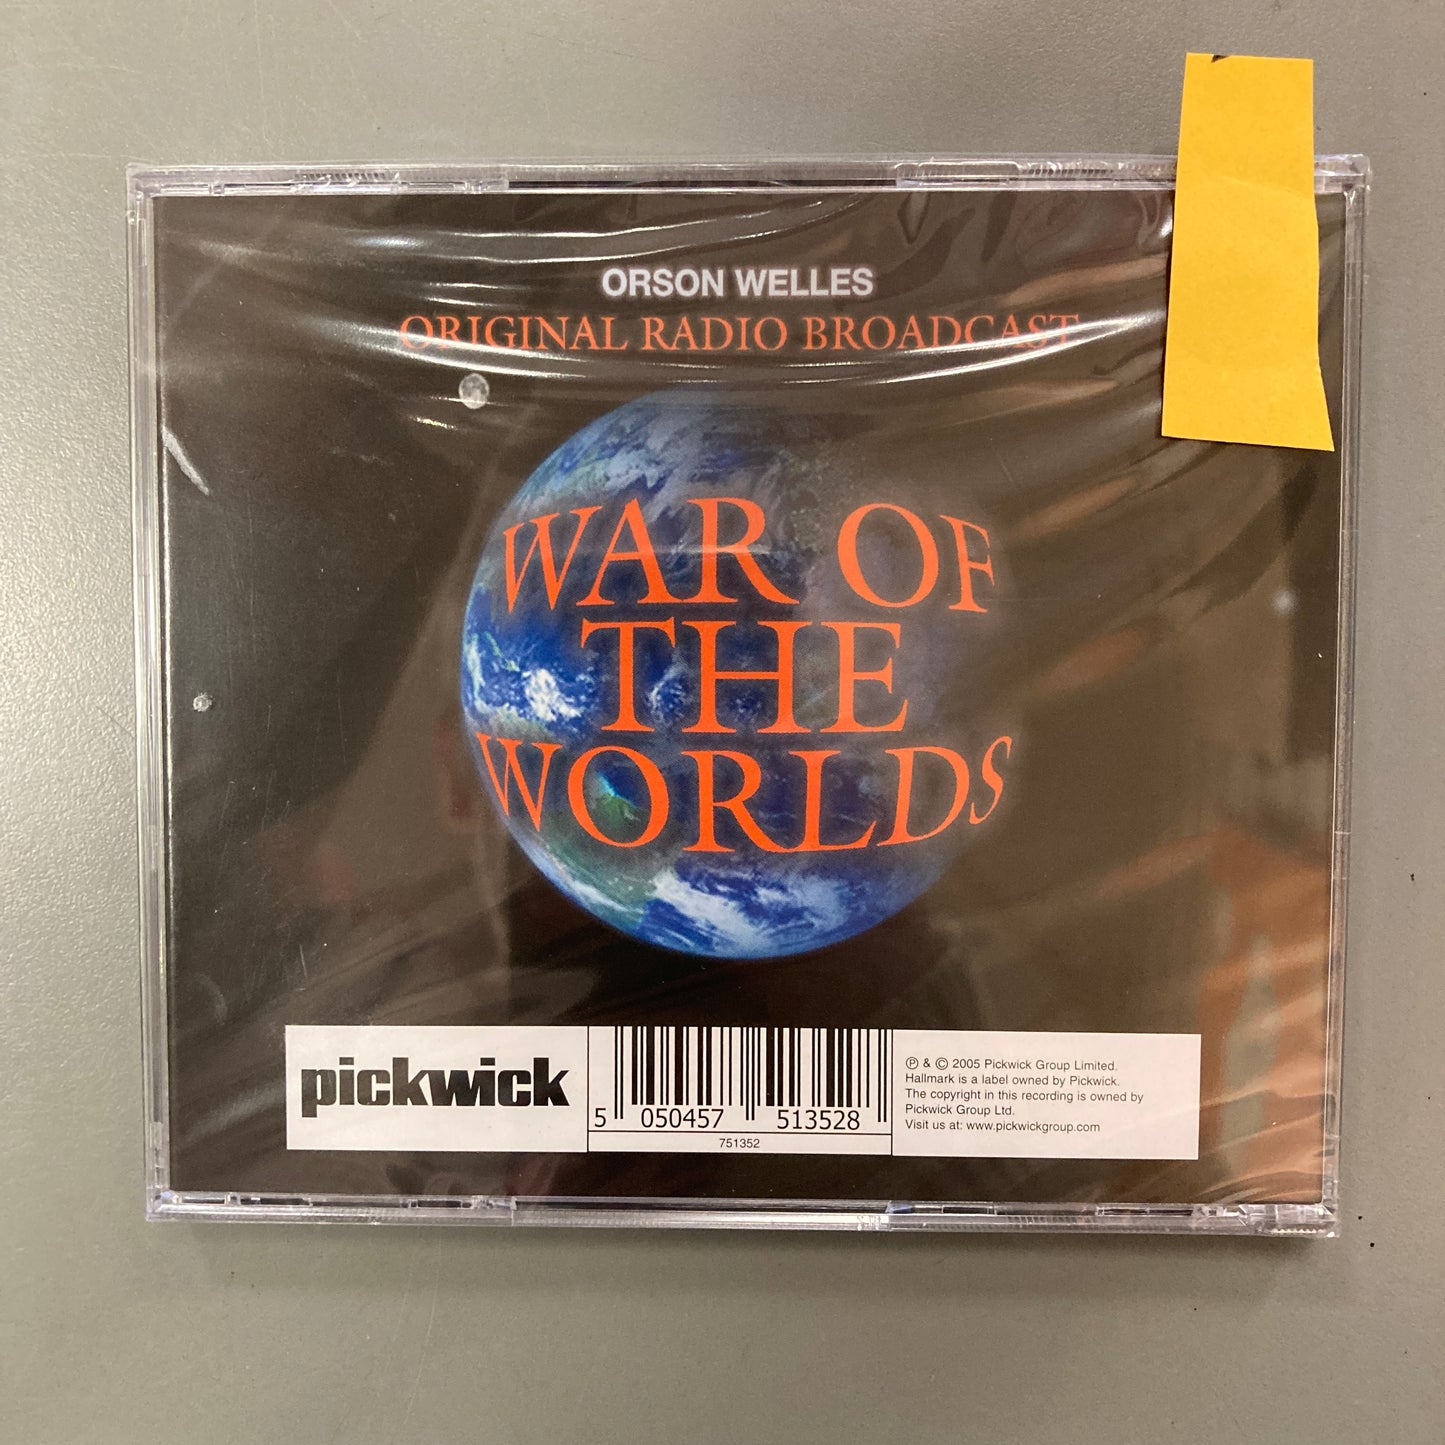 ORSON WELLES
ORIGINAL RADIO BROADCAST
WAR OF
THE
WORLDS
pickwick
5 050457 513528
751352
℗ & © 2005 Pickwick Group Limited.
Hallmark is a label owned by Pickwick.
The copyright in this recording is owned by
Pickwick Group Ltd.
Visit us at: www.pickwickgroup.com